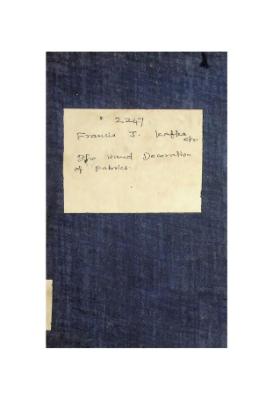 2247
Francis J. Kafka
The Hand Decoration
of Fabrics